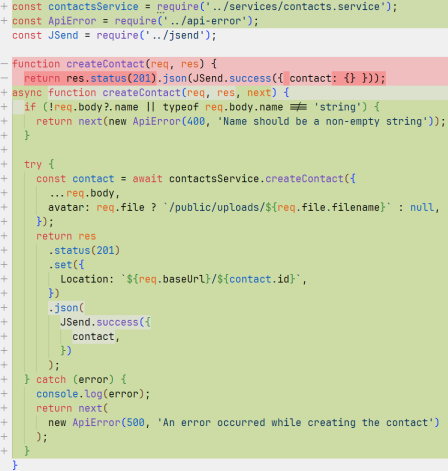 + const contactsService = require('../services/contacts.service');
+ const ApiError = require('../api-error');
const JSend = require('../jsend');
- function createContact(req, res) {
- return res.status(201).json(JSend.success({ contact: {} }));
+ async function createContact(req, res, next) {
+ if (!req.body?.name || typeof req.body.name !== 'string') {
+ return next(new ApiError(400, 'Name should be a non-empty string'));
+ }
+
+ try {
+ const contact = await contactsService.createContact({
+ ...req.body,
+ avatar: req.file ? `/public/uploads/${req.file.filename}` : null,
+ });
+ return res
+ .status(201)
+ .set({
+ Location: `${req.baseUrl}/${contact.id}`,
+ })
+ .json(
+ JSend.success({
+ contact,
+ })
+ );
+ } catch (error) {
+ console.log(error);
+ return next(
+ new ApiError(500, 'An error occurred while creating the contact')
+ );
+ }
}